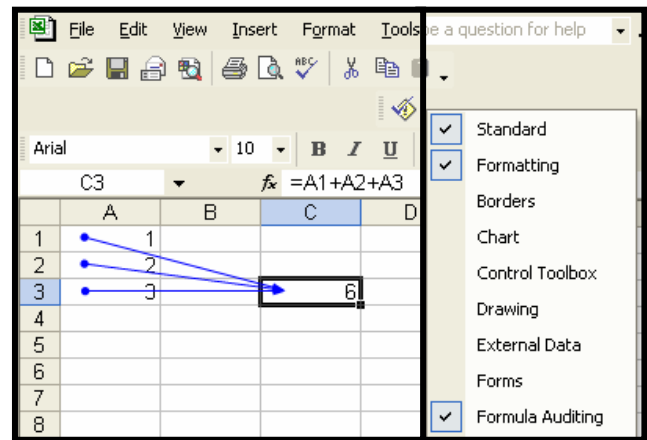 File Edit View Insert Format Tools
e a question for help
ABC
Arial 10 B I U
C3 fx =A1+A2+A3
A B C D
1 1
2 2
3 3 6
4
5
6
7
8
Standard
Formatting
Borders
Chart
Control Toolbox
Drawing
External Data
Forms
Formula Auditing